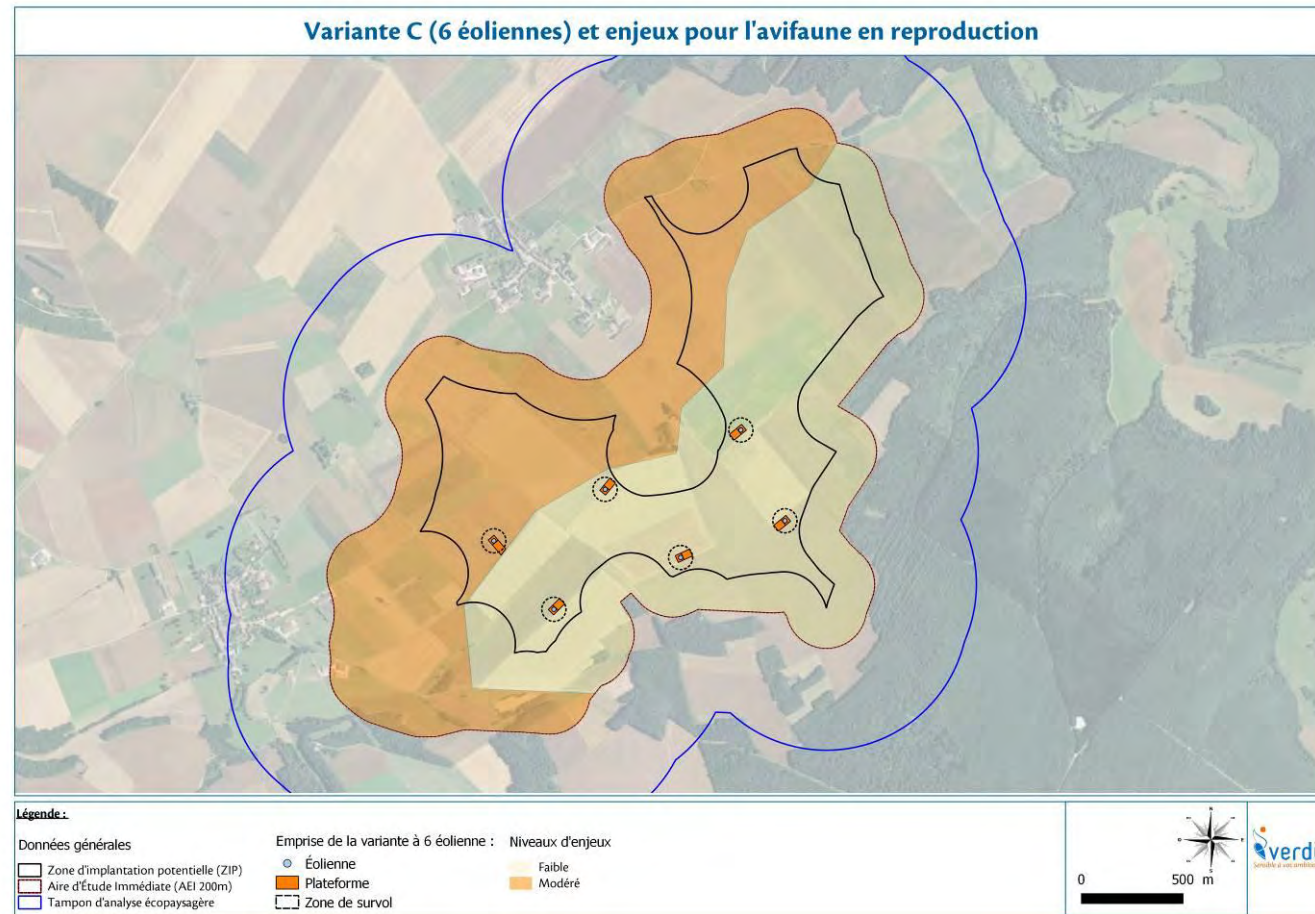 Variante C (6 éoliennes) et enjeux pour l'avifaune en reproduction
Légende :
Données générales
Zone d'implantation potentielle (ZIP)
Aire d'Étude Immédiate (AEI 200m)
Tampon d'analyse écopaysagère
Emprise de la variante à 6 éolienne :
Éolienne
Plateforme
Zone de survol
Niveaux d'enjeux
Faible
Modéré
0 500 m
verdi